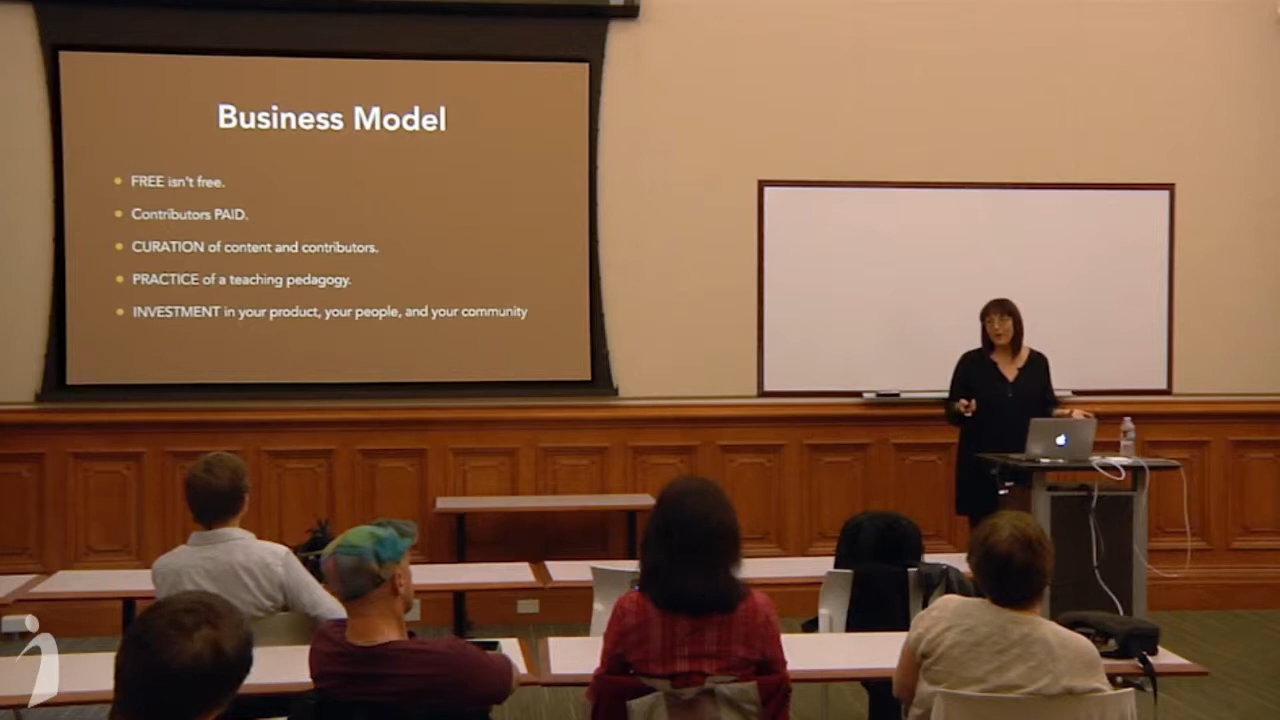 Business Model
FREE isn't free.
Contributors PAID.
CURATION of content and contributors.
PRACTICE of a teaching pedagogy.
INVESTMENT in your product, your people, and your community